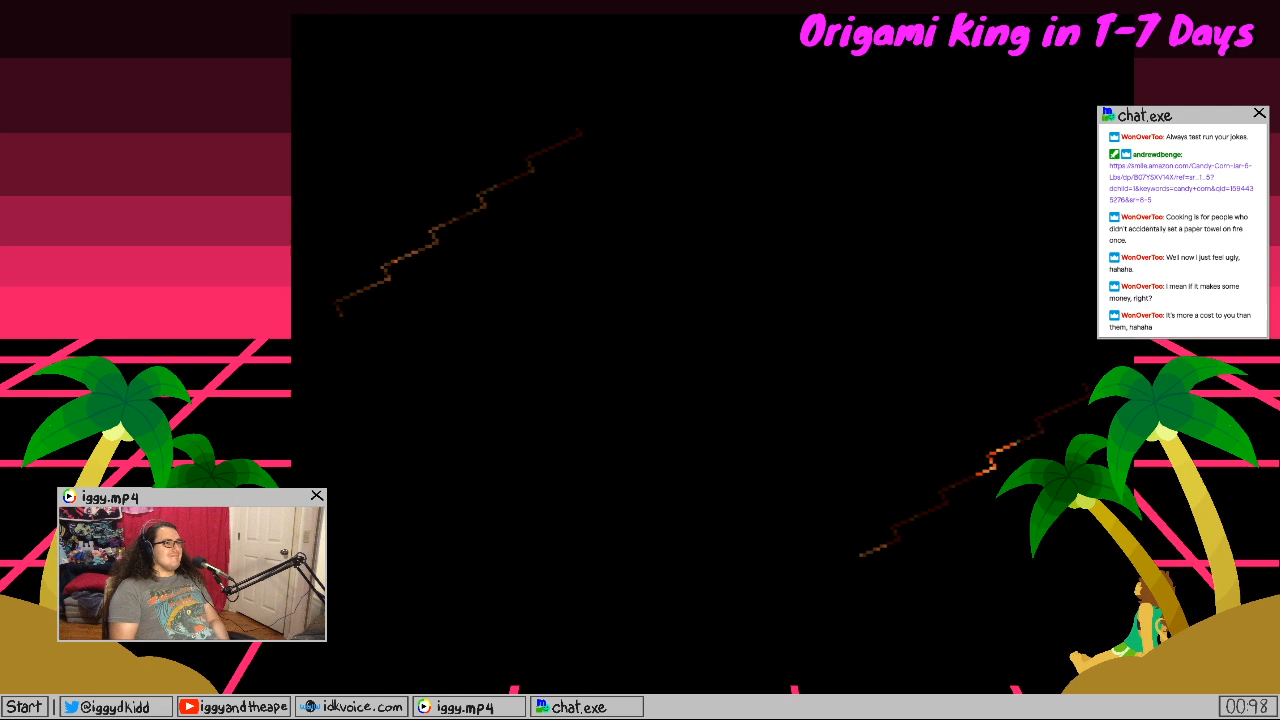 Origami King in T-7 Days
chat.exe
WonOverToo: Always test run your jokes.
andrewdbenge:
https://smile.amazon.com/Candy-Corn-Jar-6-
Lbs/dp/B07YSXV14X/ref=sr_1_5?
dchild=1&keywords=candy+corn&qid=159443
5276&sr=8-5
WonOverToo: Cooking is for people who
didn't accidentally set a paper towel on fire
once.
WonOverToo: Well now I just feel ugly,
hahaha.
WonOverToo: I mean if it makes some
money, right?
WonOverToo: It's more a cost to you than
them, hahaha
iggy.mp4
Start | @iggydkidd iggyandtheape idkvoice.com iggy.mp4 chat.exe 00:98